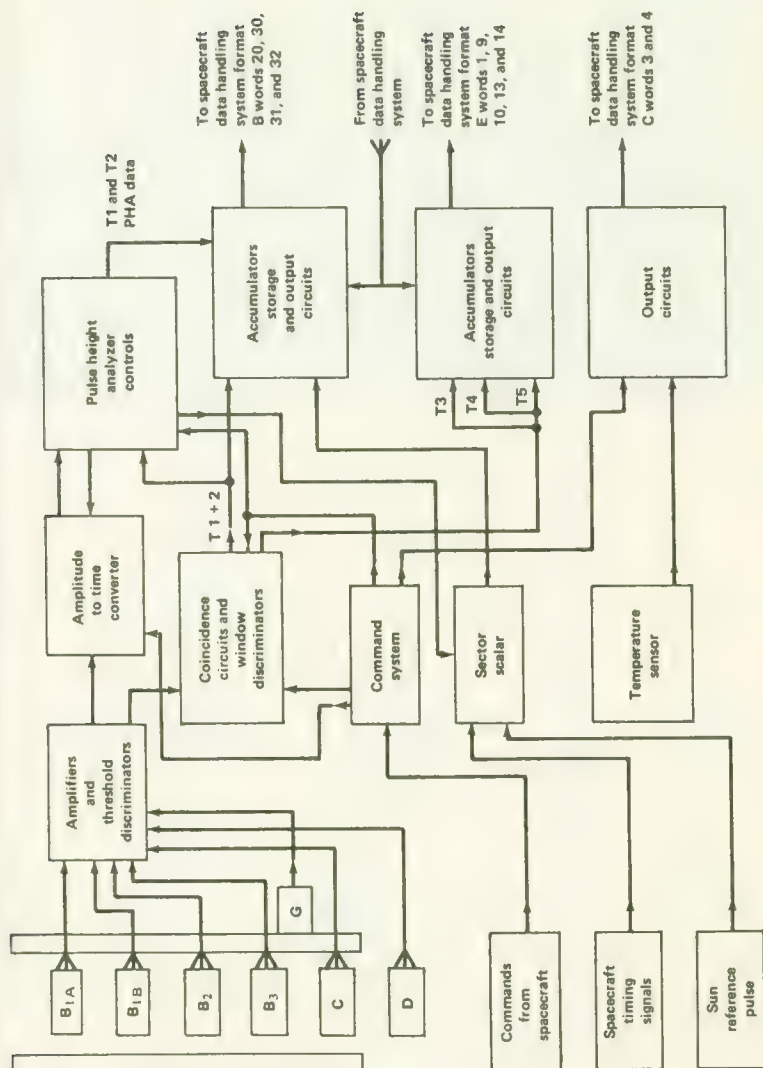 T1 and T2
PHA data
To spacecraft
data handling
system format
B words 20, 30,
31, and 32
From spacecraft
data handling
system
To spacecraft
data handling
system format
E words 1, 9,
10, 13, and 14
To spacecraft
data handling
system format
C words 3 and 4
Pulse height
analyzer
controls
Accumulators
storage
and output
circuits
Accumulators
storage and output
circuits
Output
circuits
T3
T4
T5
Amplitude
to time
converter
T 1 + 2
Coincidence
circuits and
window
discriminators
Command
system
Sector
scalar
Temperature
sensor
Amplifiers
and
threshold
discriminators
G
B1A
B1B
B2
B3
C
D
Commands
from
spacecraft
Spacecraft
timing
signals
Sun
reference
pulse